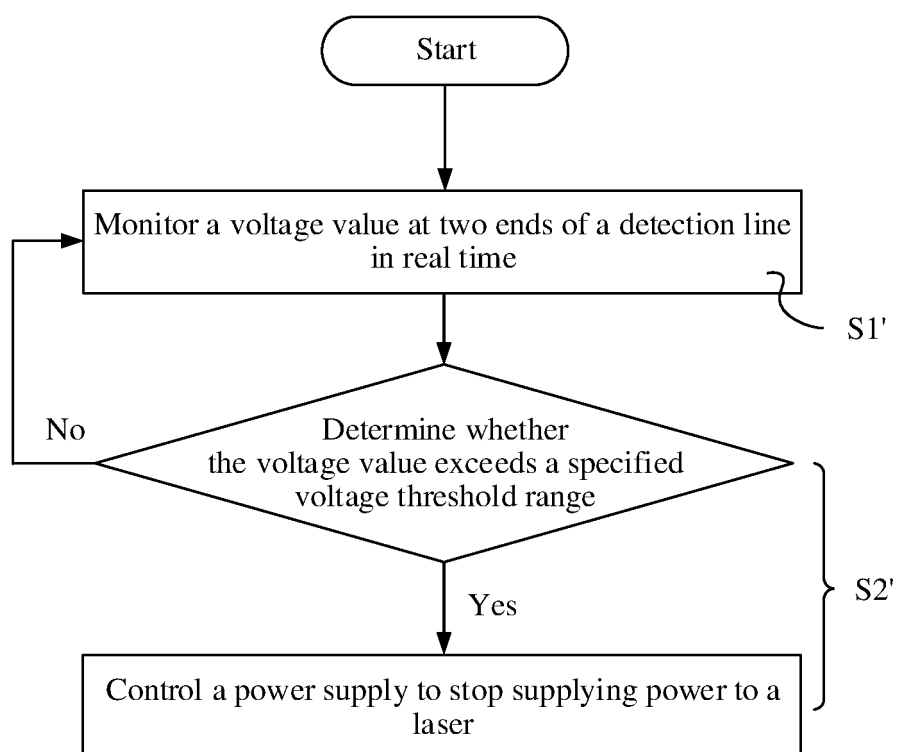 Start
Monitor a voltage value at two ends of a detection line
in real time
S1'
No
Determine whether
the voltage value exceeds a specified
voltage threshold range
S2'
Yes
Control a power supply to stop supplying power to a
laser